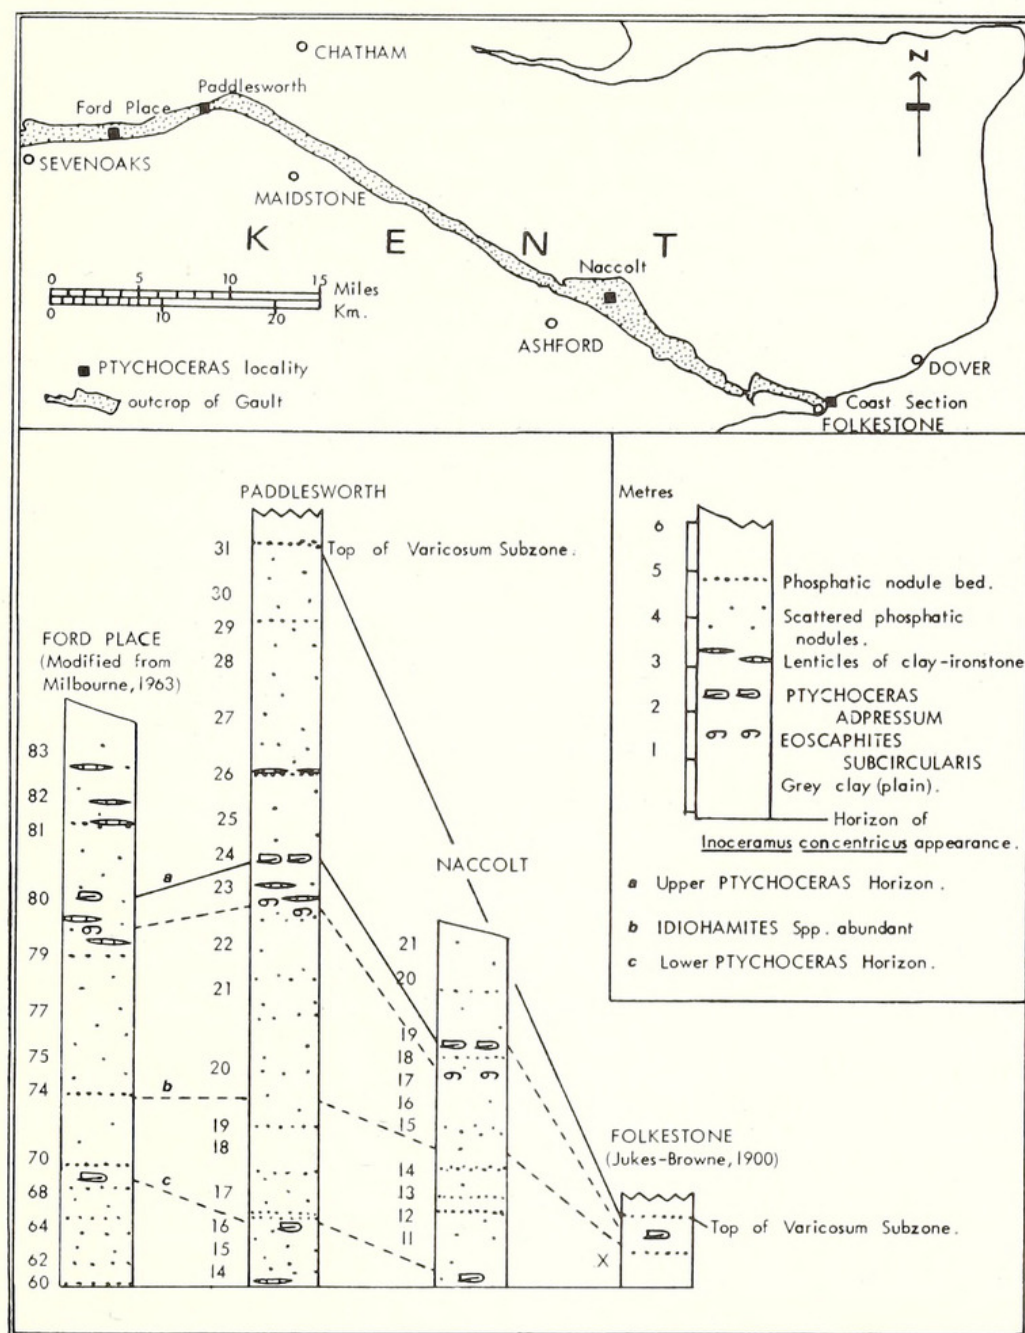 CHATHAM
Paddlesworth
Ford Place
SEVENOAKS
MAIDSTONE
K E N T
N
Naccolt
0 5 10 15 Miles
0 10 20 Km.
ASHFORD
DOVER
PTYCHOCERAS locality
outcrop of Gault
Coast Section
FOLKESTONE
PADDLESWORTH
31
Top of Varicosum Subzone.
30
29
28
27
26
25
24
23
22
21
20
19
18
17
16
15
14
FORD PLACE
(Modified from
Milbourne, 1963)
83
82
81
80
79
77
75
74
70
68
64
62
60
a
b
c
NACCOLT
21
20
19
18
17
16
15
14
13
12
11
FOLKESTONE
(Jukes-Browne, 1900)
Top of Varicosum Subzone.
X
Metres
6
5
4
3
2
1
Phosphatic nodule bed.
Scattered phosphatic
nodules.
Lenticles of clay-ironstone
PTYCHOCERAS
ADPRESSUM
EOSCAPHITES
SUBCIRCULARIS
Grey clay (plain).
Horizon of
Inoceramus concentricus appearance.
a Upper PTYCHOCERAS Horizon.
b IDIOHAMITES Spp. abundant
c Lower PTYCHOCERAS Horizon.